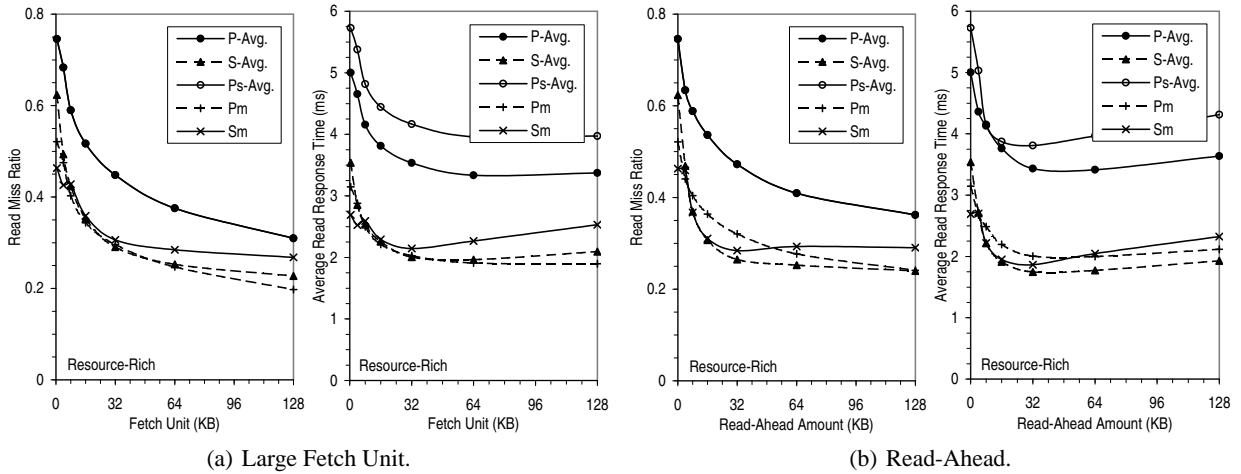 0.8
0.6
0.4
0.2
0
Read Miss Ratio
P-Avg.
S-Avg.
Ps-Avg.
Pm
Sm
Resource-Rich
0 32 64 96 128
Fetch Unit (KB)
6
5
4
3
2
1
0
Average Read Response Time (ms)
P-Avg.
S-Avg.
Ps-Avg.
Pm
Sm
Resource-Rich
0 32 64 96 128
Fetch Unit (KB)
(a) Large Fetch Unit.
0.8
0.6
0.4
0.2
0
Read Miss Ratio
P-Avg.
S-Avg.
Ps-Avg.
Pm
Sm
Resource-Rich
0 32 64 96 128
Read-Ahead Amount (KB)
6
5
4
3
2
1
0
Average Read Response Time (ms)
P-Avg.
S-Avg.
Ps-Avg.
Pm
Sm
Resource-Rich
0 32 64 96 128
Read-Ahead Amount (KB)
(b) Read-Ahead.